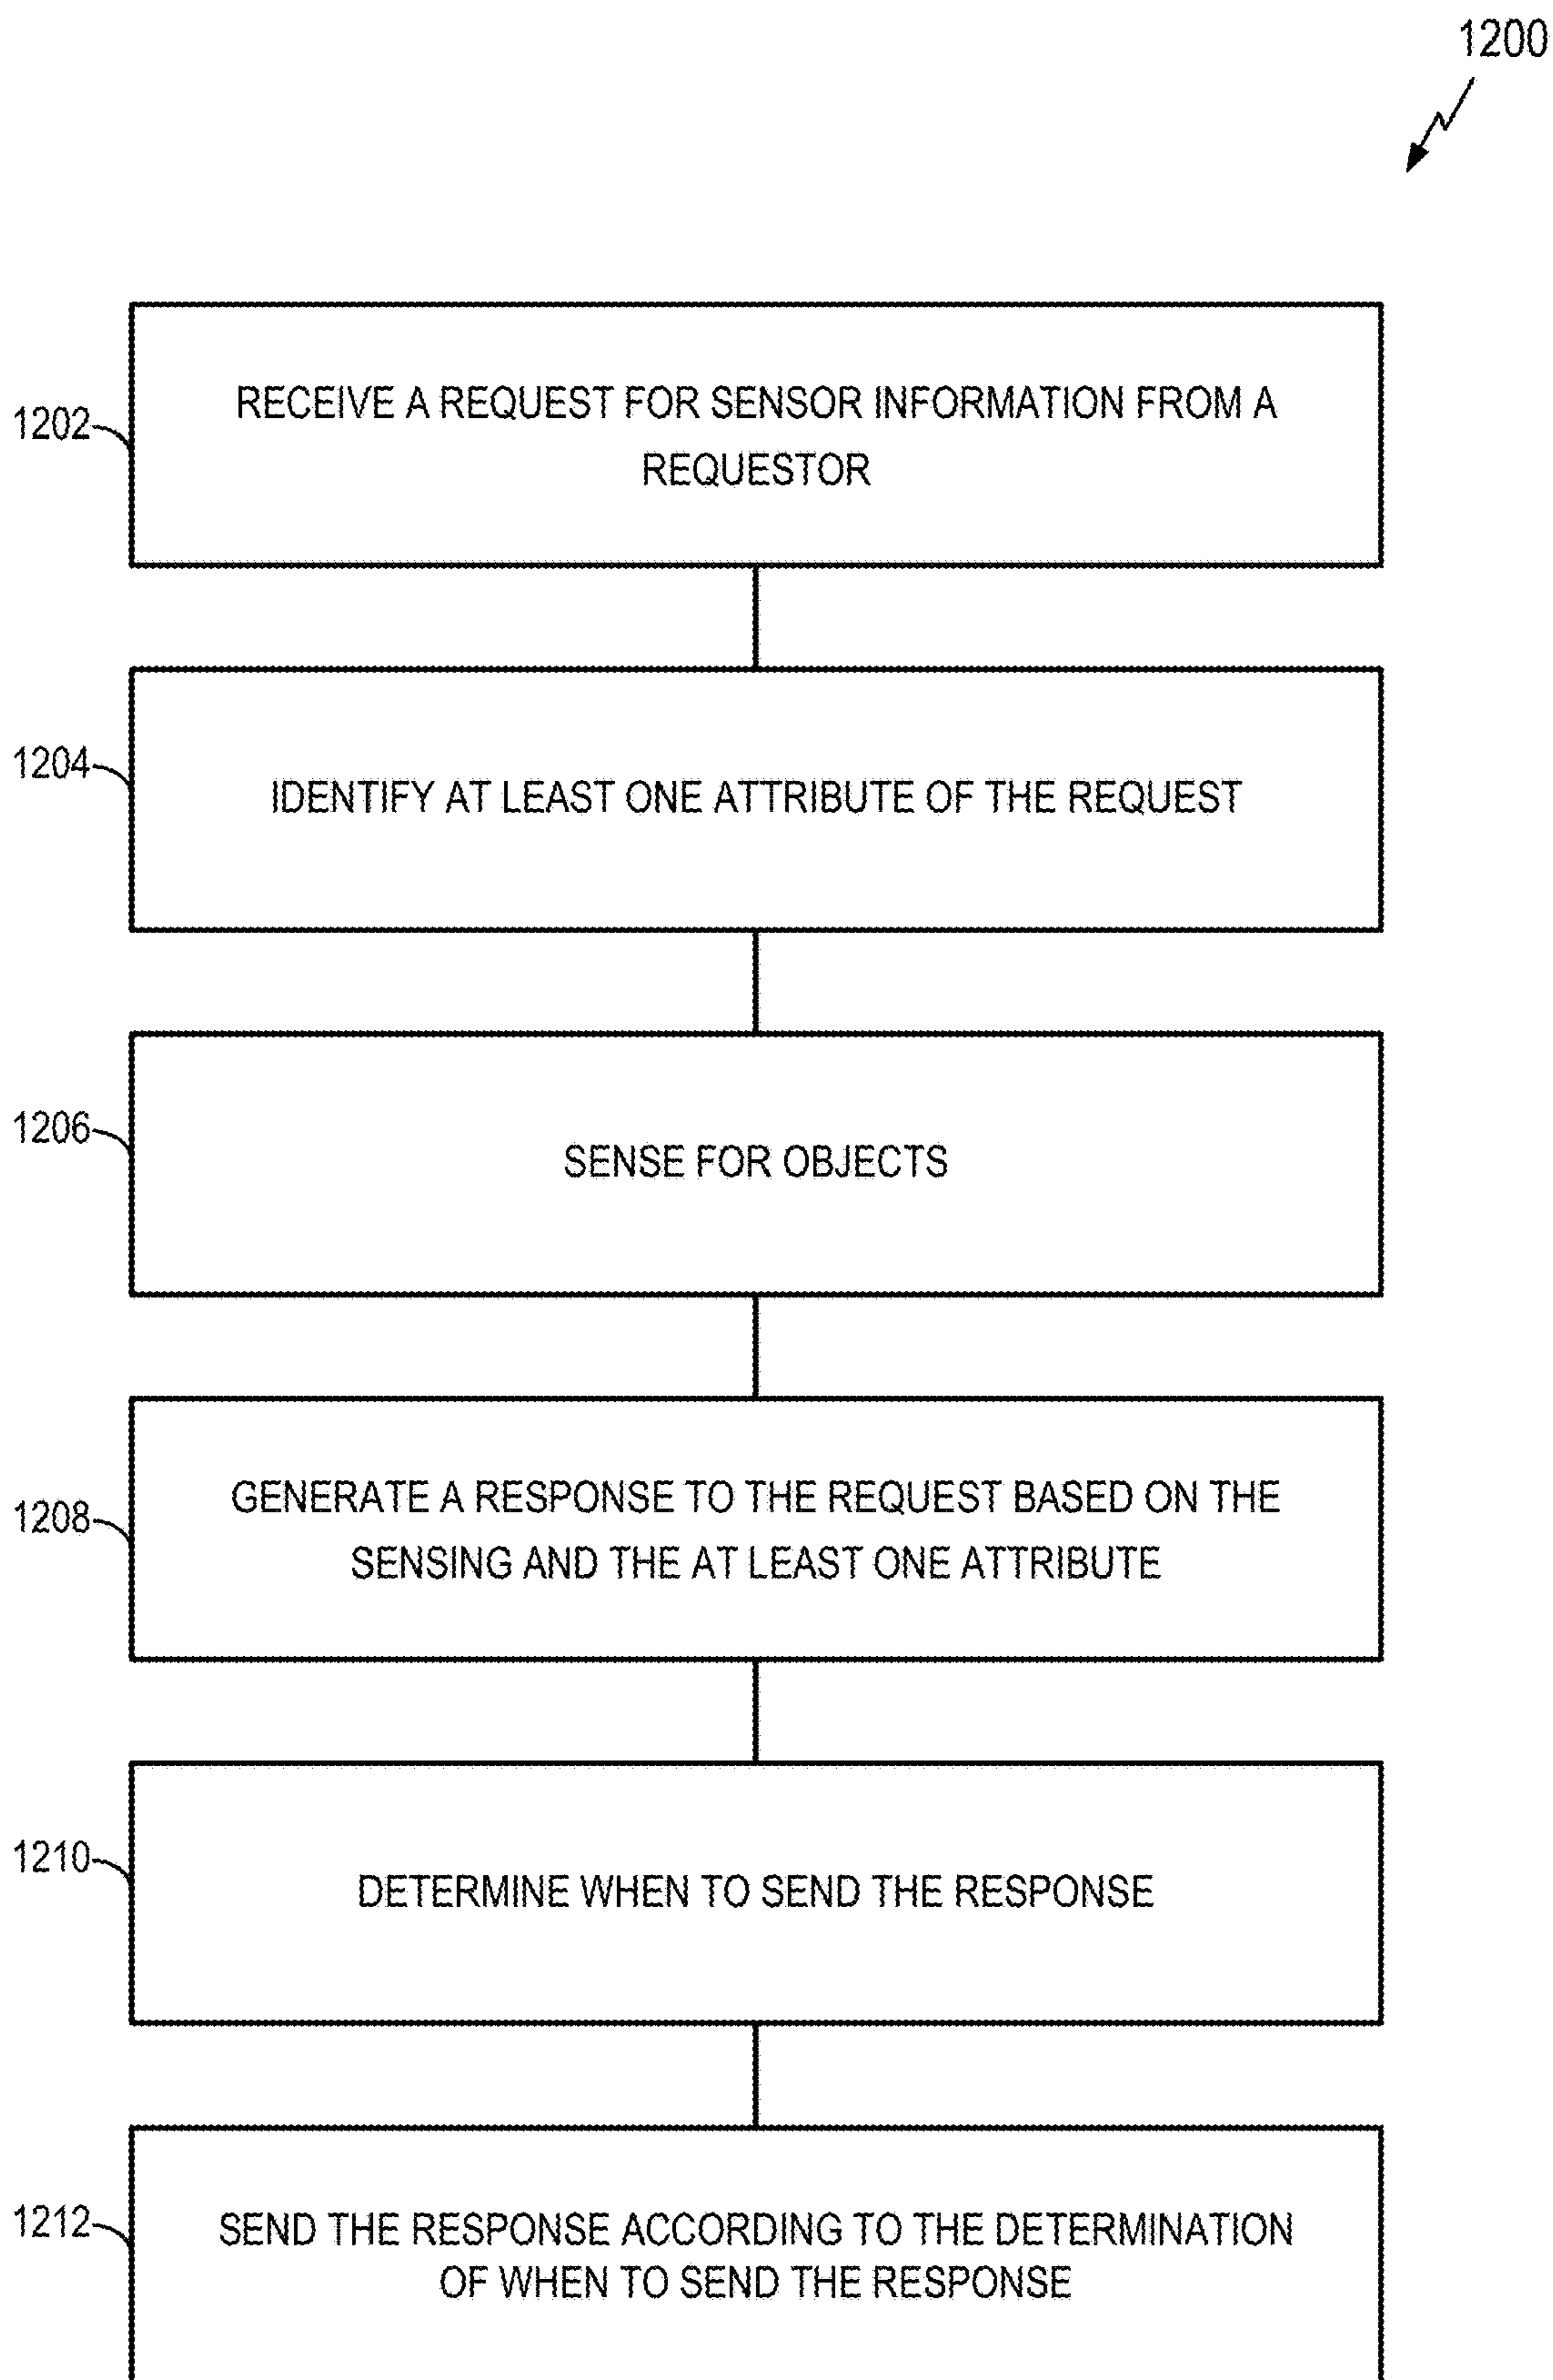 1200
1202
RECEIVE A REQUEST FOR SENSOR INFORMATION FROM A
REQUESTOR
1204
IDENTIFY AT LEAST ONE ATTRIBUTE OF THE REQUEST
1206
SENSE FOR OBJECTS
1208
GENERATE A RESPONSE TO THE REQUEST BASED ON THE
SENSING AND THE AT LEAST ONE ATTRIBUTE
1210
DETERMINE WHEN TO SEND THE RESPONSE
1212
SEND THE RESPONSE ACCORDING TO THE DETERMINATION
OF WHEN TO SEND THE RESPONSE